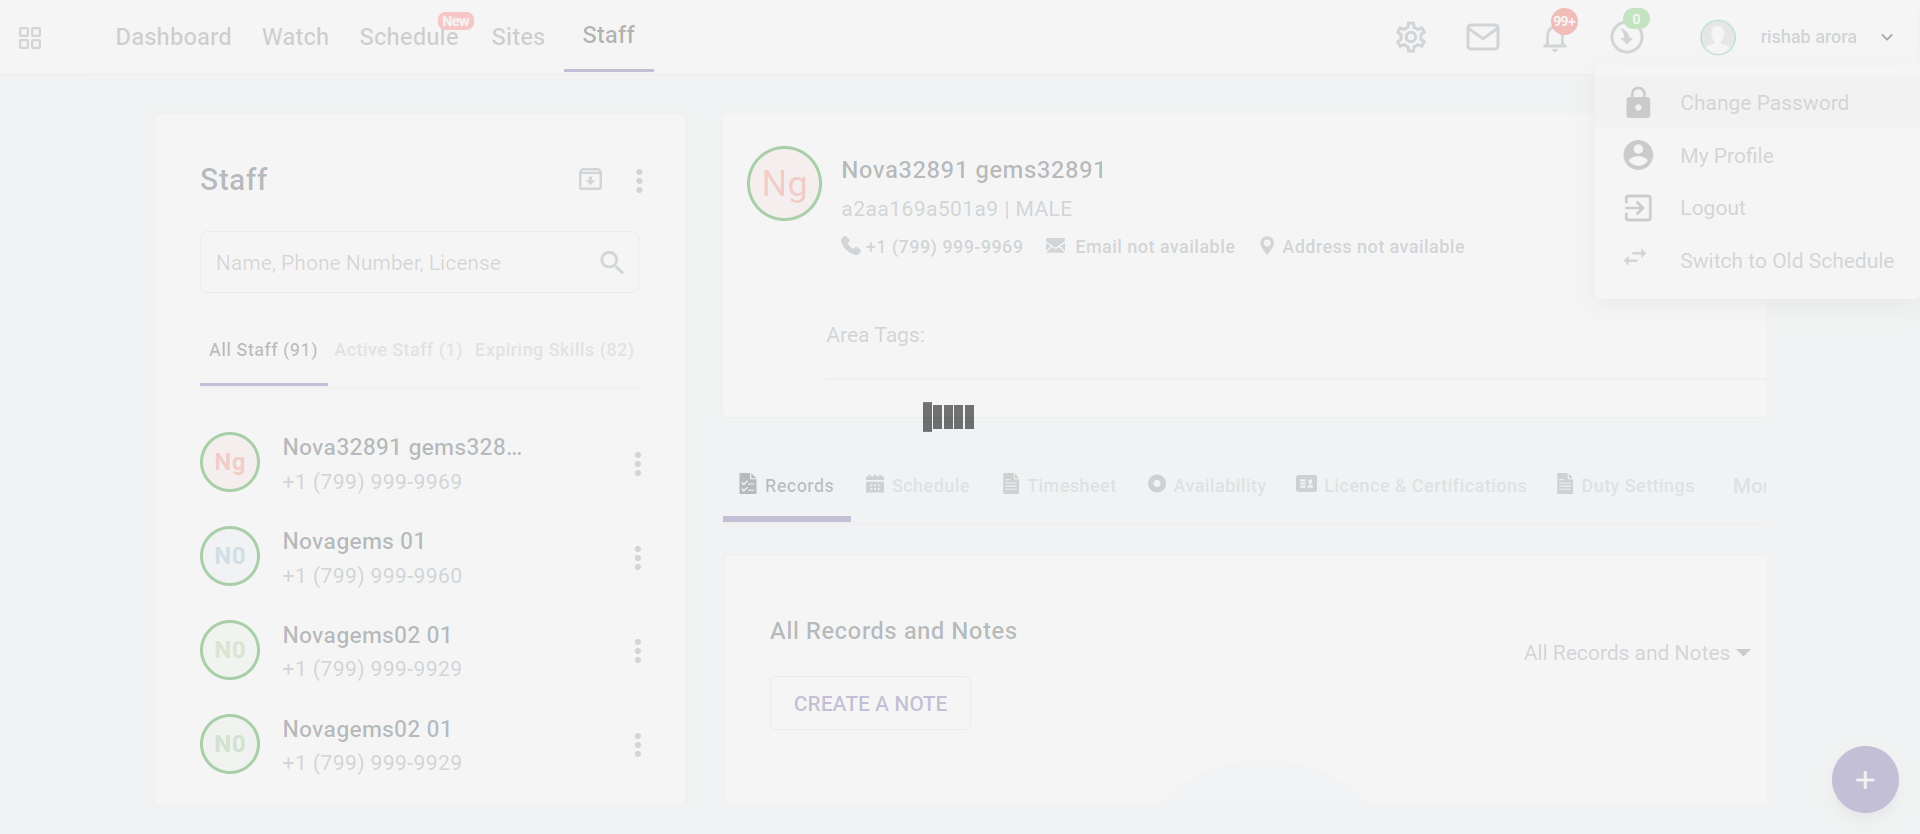 Dashboard Watch Schedule New Sites Staff 99+ 0 rishab arora
Change Password
My Profile
Logout
Switch to Old Schedule
Staff
Name, Phone Number, License
All Staff (91) Active Staff (1) Expiring Skills (82)
Ng Nova32891 gems328...
+1 (799) 999-9969
N0 Novagems 01
+1 (799) 999-9960
N0 Novagems02 01
+1 (799) 999-9929
N0 Novagems02 01
+1 (799) 999-9929
Ng Nova32891 gems32891
a2aa169a501a9 | MALE
+1 (799) 999-9969 Email not available Address not available
Area Tags:
Records Schedule Timesheet Availability Licence & Certifications Duty Settings Mor
All Records and Notes
All Records and Notes
CREATE A NOTE
+